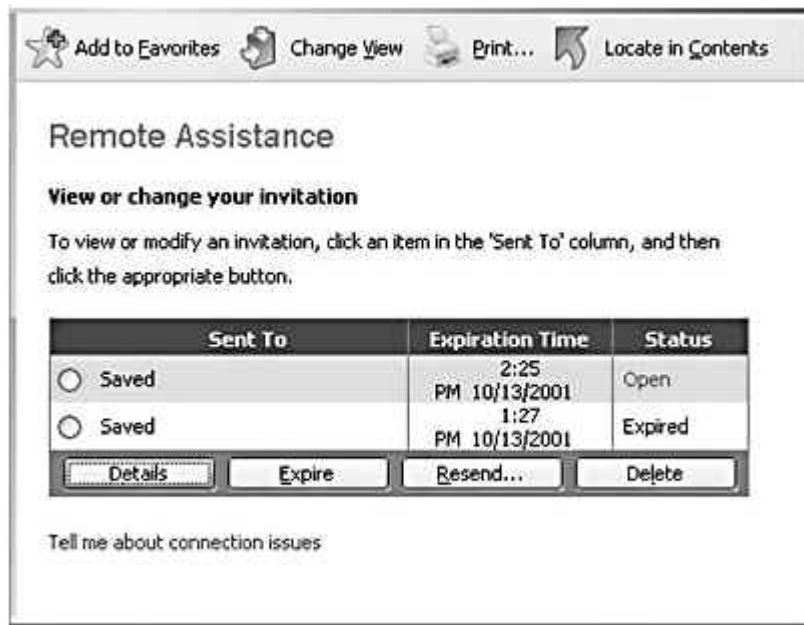 Add to Favorites Change View Print... Locate in Contents
Remote Assistance
View or change your invitation
To view or modify an invitation, click an item in the 'Sent To' column, and then
click the appropriate button.
Sent To Expiration Time Status
Saved 2:25 PM 10/13/2001 Open
Saved 1:27 PM 10/13/2001 Expired
Details Expire Resend... Delete
Tell me about connection issues